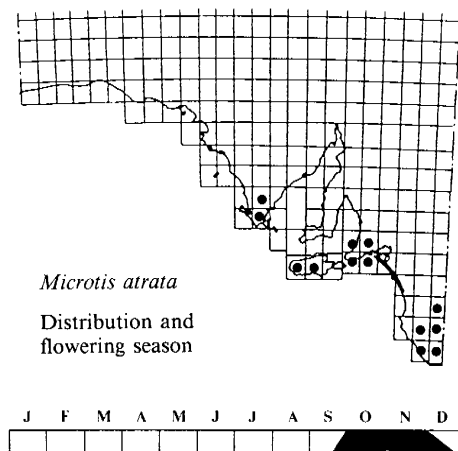 Microtis atrata
Distribution and
flowering season
J F M A M J J A S O N D